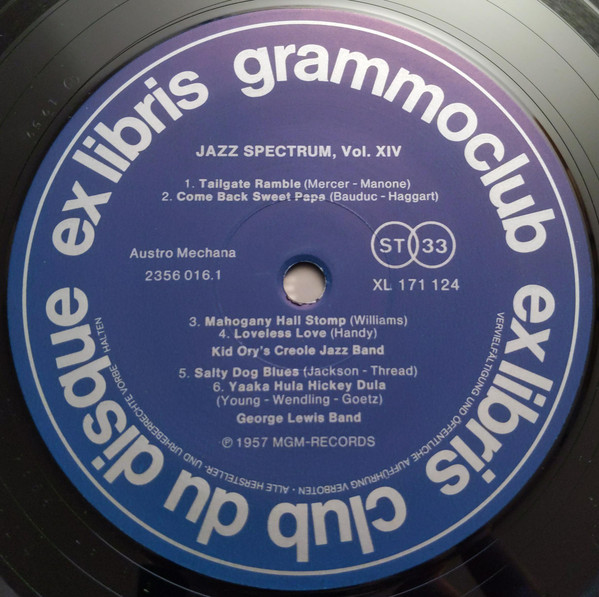 ex libris grammoclub ex libris club du disque
JAZZ SPECTRUM, Vol. XIV
1. Tailgate Ramble (Mercer - Manone)
2. Come Back Sweet Papa (Bauduc - Haggart)
Austro Mechana
2356 016.1
ST 33
XL 171 124
3. Mahogany Hall Stomp (Williams)
4. Loveless Love (Handy)
Kid Ory's Creole Jazz Band
5. Salty Dog Blues (Jackson - Thread)
6. Yaaka Hula Hickey Dula
(Young - Wendling - Goetz)
George Lewis Band
℗ 1957 MGM-RECORDS
VERVIELFÄLTIGUNG UND ÖFFENTLICHE AUFFÜHRUNG VERBOTEN • ALLE HERSTELLER- UND URHEBERRECHTE VORBEHALTEN